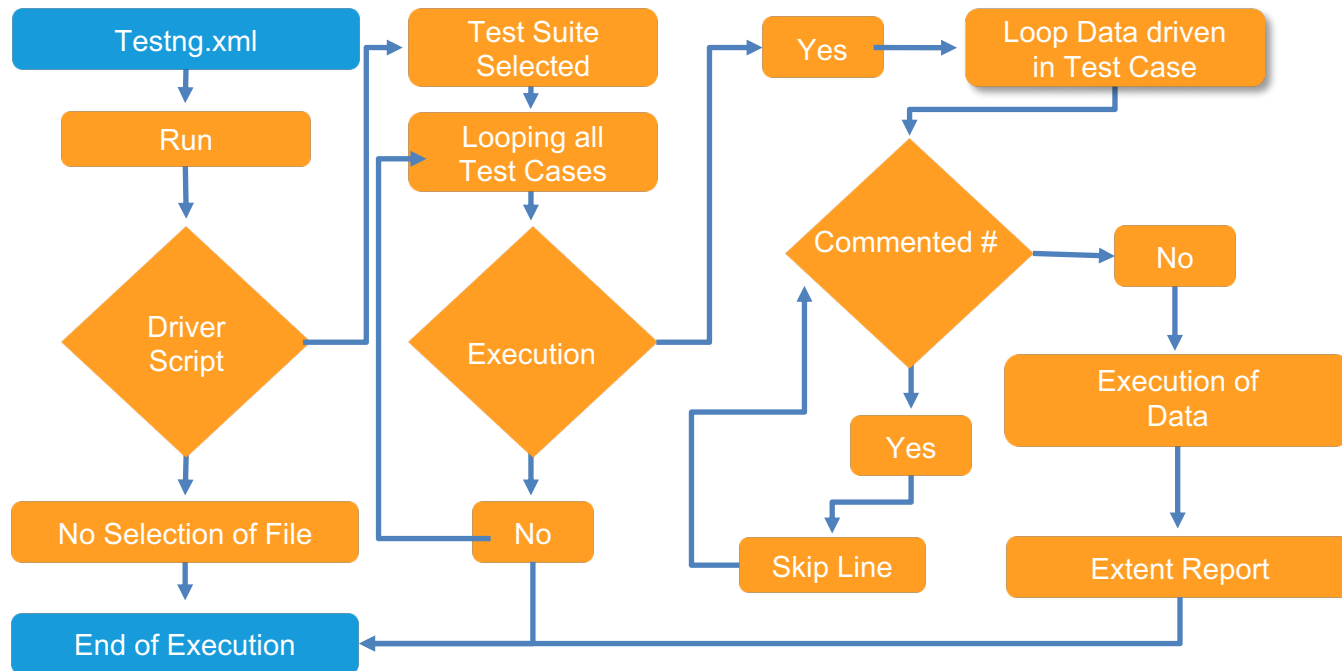 Testng.xml
Run
Driver
Script
No Selection of File
End of Execution
Test Suite
Selected
Looping all
Test Cases
Execution
No
Yes
Loop Data driven
in Test Case
Commented #
Yes
Skip Line
No
Execution of
Data
Extent Report